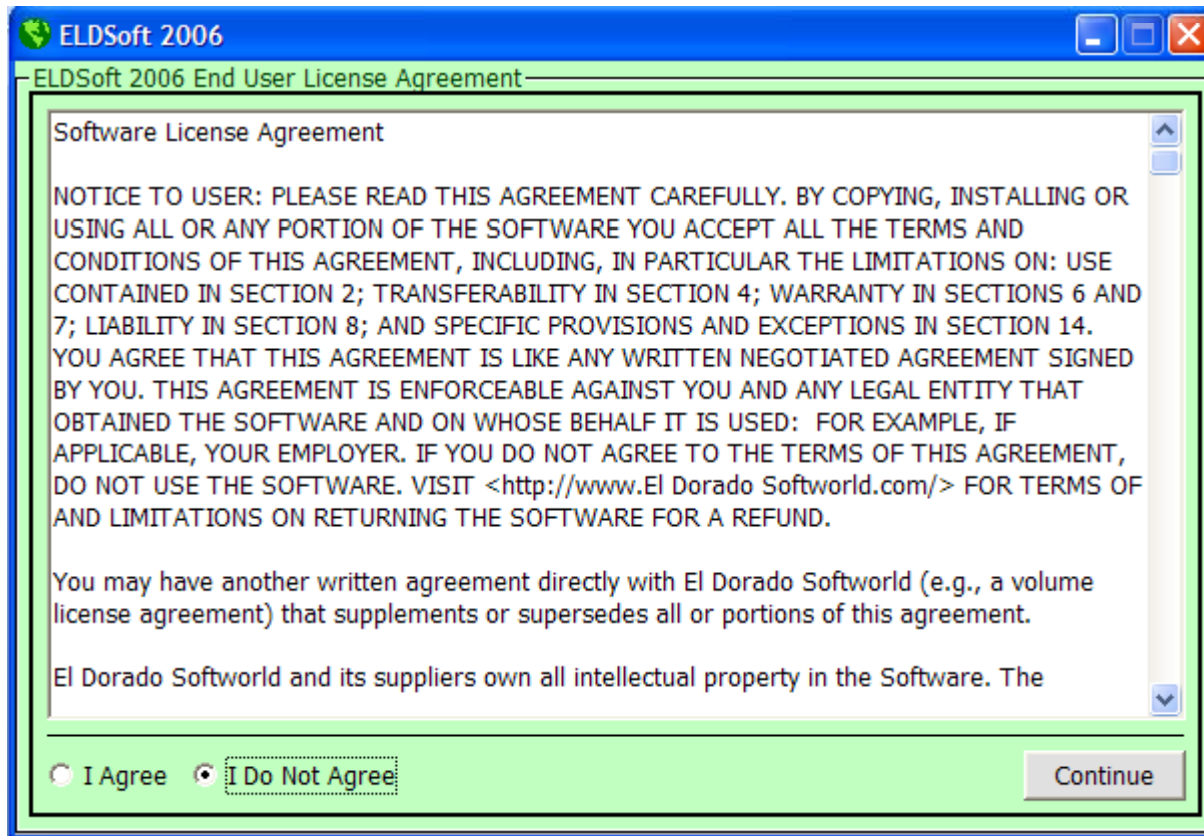 ELDSoft 2006
ELDSoft 2006 End User License Agreement
Software License Agreement
NOTICE TO USER: PLEASE READ THIS AGREEMENT CAREFULLY. BY COPYING, INSTALLING OR
USING ALL OR ANY PORTION OF THE SOFTWARE YOU ACCEPT ALL THE TERMS AND
CONDITIONS OF THIS AGREEMENT, INCLUDING, IN PARTICULAR THE LIMITATIONS ON: USE
CONTAINED IN SECTION 2; TRANSFERABILITY IN SECTION 4; WARRANTY IN SECTIONS 6 AND
7; LIABILITY IN SECTION 8; AND SPECIFIC PROVISIONS AND EXCEPTIONS IN SECTION 14.
YOU AGREE THAT THIS AGREEMENT IS LIKE ANY WRITTEN NEGOTIATED AGREEMENT SIGNED
BY YOU. THIS AGREEMENT IS ENFORCEABLE AGAINST YOU AND ANY LEGAL ENTITY THAT
OBTAINED THE SOFTWARE AND ON WHOSE BEHALF IT IS USED:  FOR EXAMPLE, IF
APPLICABLE, YOUR EMPLOYER. IF YOU DO NOT AGREE TO THE TERMS OF THIS AGREEMENT,
DO NOT USE THE SOFTWARE. VISIT <http://www.El Dorado Softworld.com/> FOR TERMS OF
AND LIMITATIONS ON RETURNING THE SOFTWARE FOR A REFUND.
You may have another written agreement directly with El Dorado Softworld (e.g., a volume
license agreement) that supplements or supersedes all or portions of this agreement.
El Dorado Softworld and its suppliers own all intellectual property in the Software. The
I Agree
I Do Not Agree
Continue